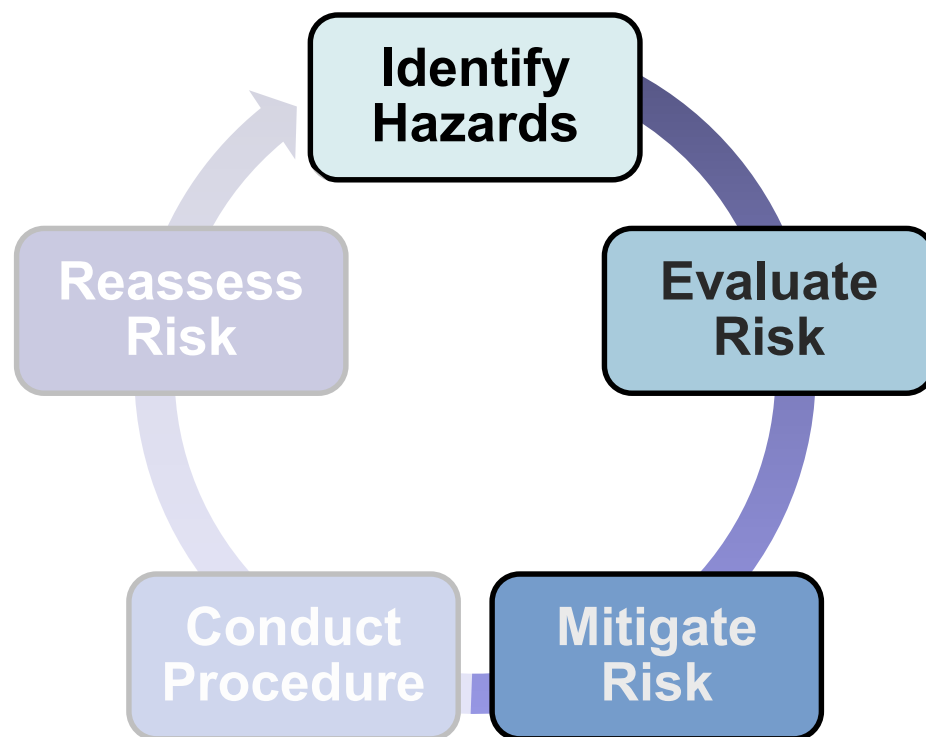 Identify
Hazards
Evaluate
Risk
Mitigate
Risk
Conduct
Procedure
Reassess
Risk